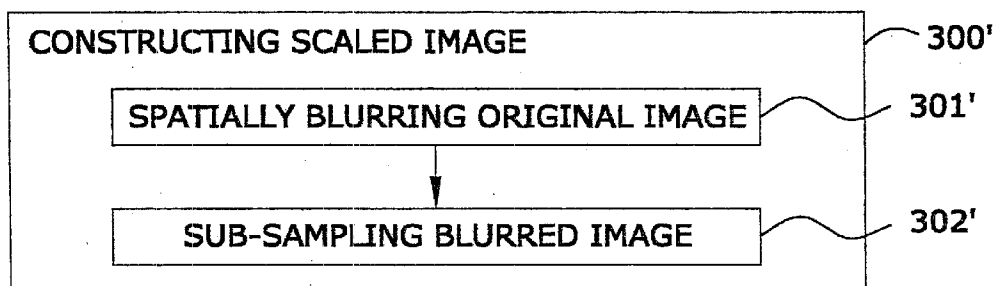 CONSTRUCTING SCALED IMAGE
300'
SPATIALLY BLURRING ORIGINAL IMAGE
301'
SUB-SAMPLING BLURRED IMAGE
302'